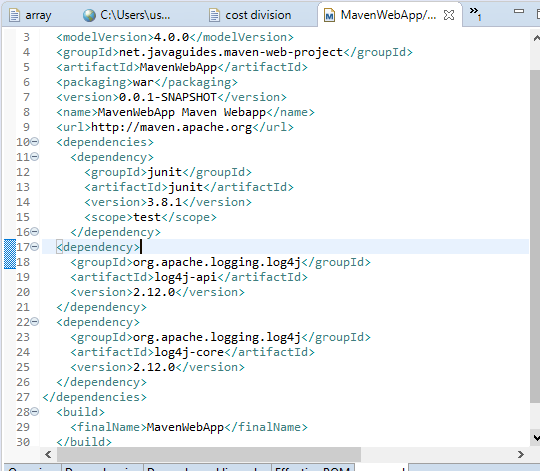 array C:\Users\us... cost division MavenWebApp/... »1
3 <modelVersion>4.0.0</modelVersion>
4 <groupId>net.javaguides.maven-web-project</groupId>
5 <artifactId>MavenWebApp</artifactId>
6 <packaging>war</packaging>
7 <version>0.0.1-SNAPSHOT</version>
8 <name>MavenWebApp Maven Webapp</name>
9 <url>http://maven.apache.org</url>
10 <dependencies>
11 <dependency>
12 <groupId>junit</groupId>
13 <artifactId>junit</artifactId>
14 <version>3.8.1</version>
15 <scope>test</scope>
16 </dependency>
17 <dependency>
18 <groupId>org.apache.logging.log4j</groupId>
19 <artifactId>log4j-api</artifactId>
20 <version>2.12.0</version>
21 </dependency>
22 <dependency>
23 <groupId>org.apache.logging.log4j</groupId>
24 <artifactId>log4j-core</artifactId>
25 <version>2.12.0</version>
26 </dependency>
27 </dependencies>
28 <build>
29 <finalName>MavenWebApp</finalName>
30 </build>